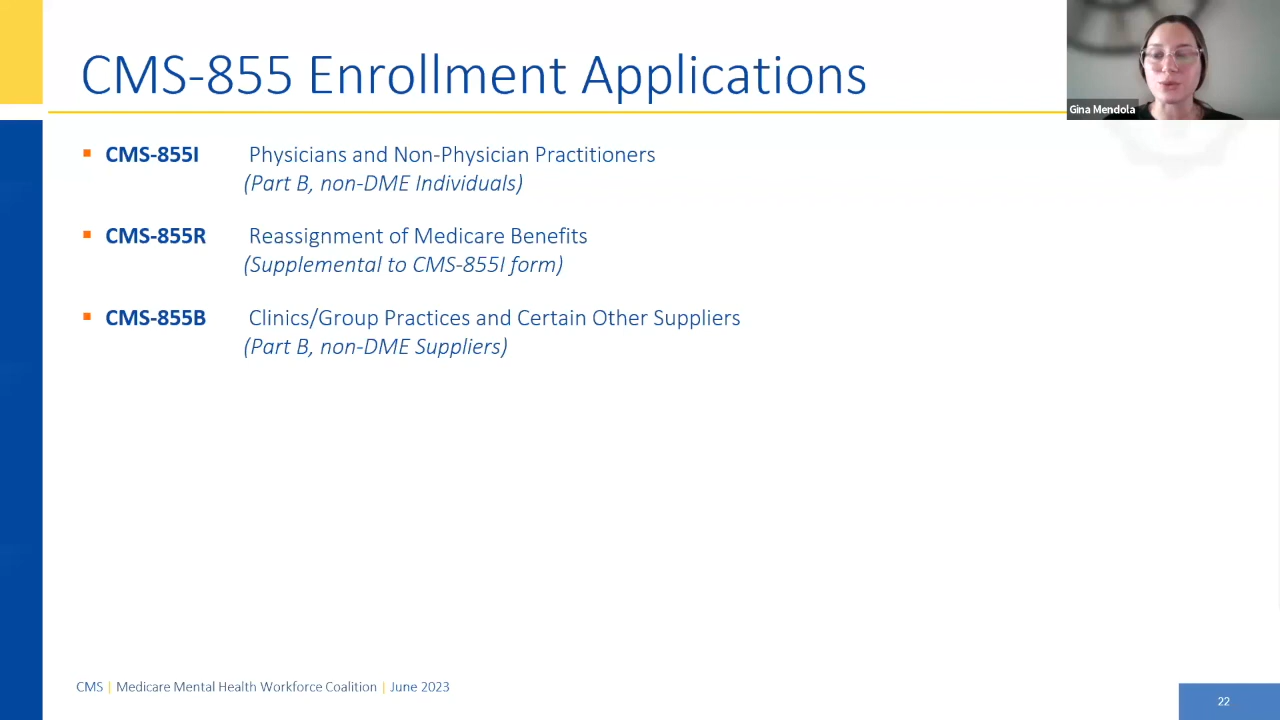 CMS-855 Enrollment Applications
Gina Mendola
▪ CMS-855I Physicians and Non-Physician Practitioners
(Part B, non-DME Individuals)
▪ CMS-855R Reassignment of Medicare Benefits
(Supplemental to CMS-855I form)
▪ CMS-855B Clinics/Group Practices and Certain Other Suppliers
(Part B, non-DME Suppliers)
CMS | Medicare Mental Health Workforce Coalition | June 2023
22